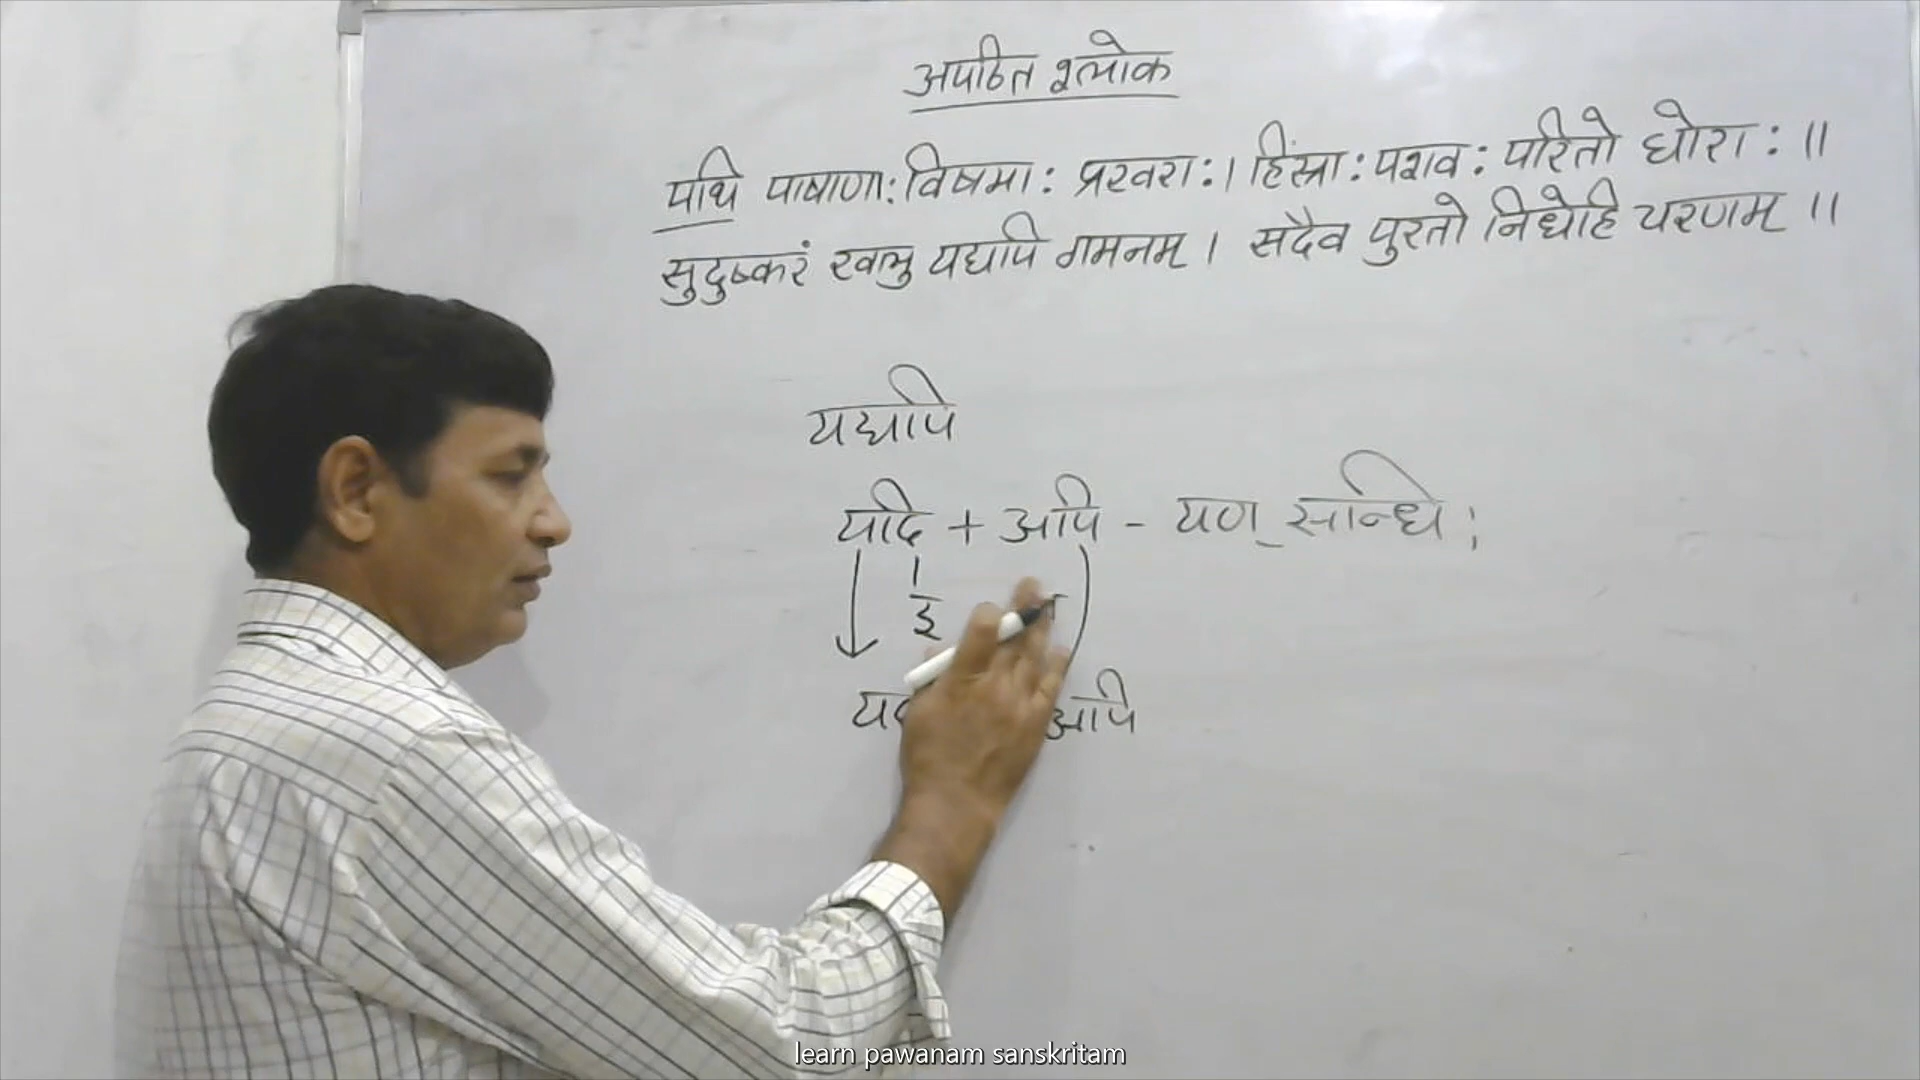 अपठित श्लोक
पथि पाषाणा: विषमा: प्रखरा: । हिंस्रा: पशव: परितो घोरा: ॥
सुदुष्करं खलु यद्यपि गमनम् । सदैव पुरतो निधेहि चरणम् ॥
यद्यपि
यदि + अपि - यण् सन्धि:
इ
अपि
learn pawanam sanskritam